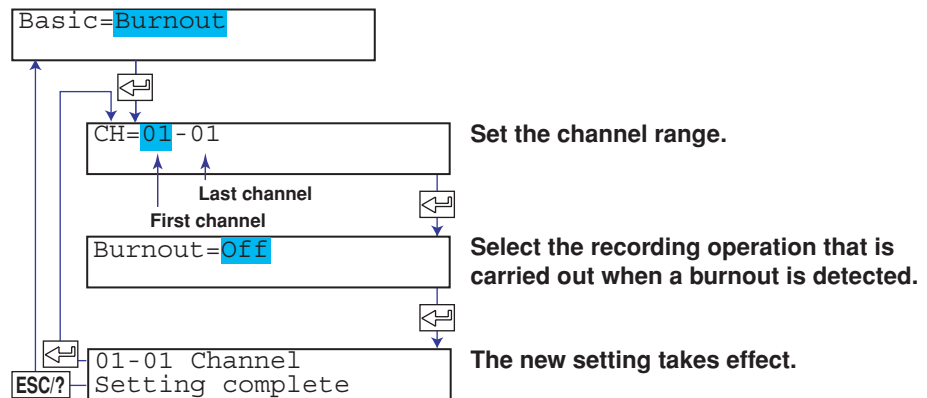 Basic=Burnout
CH=01-01
Set the channel range.
Last channel
First channel
Burnout=Off
Select the recording operation that is
carried out when a burnout is detected.
01-01 Channel
The new setting takes effect.
ESC/?
Setting complete